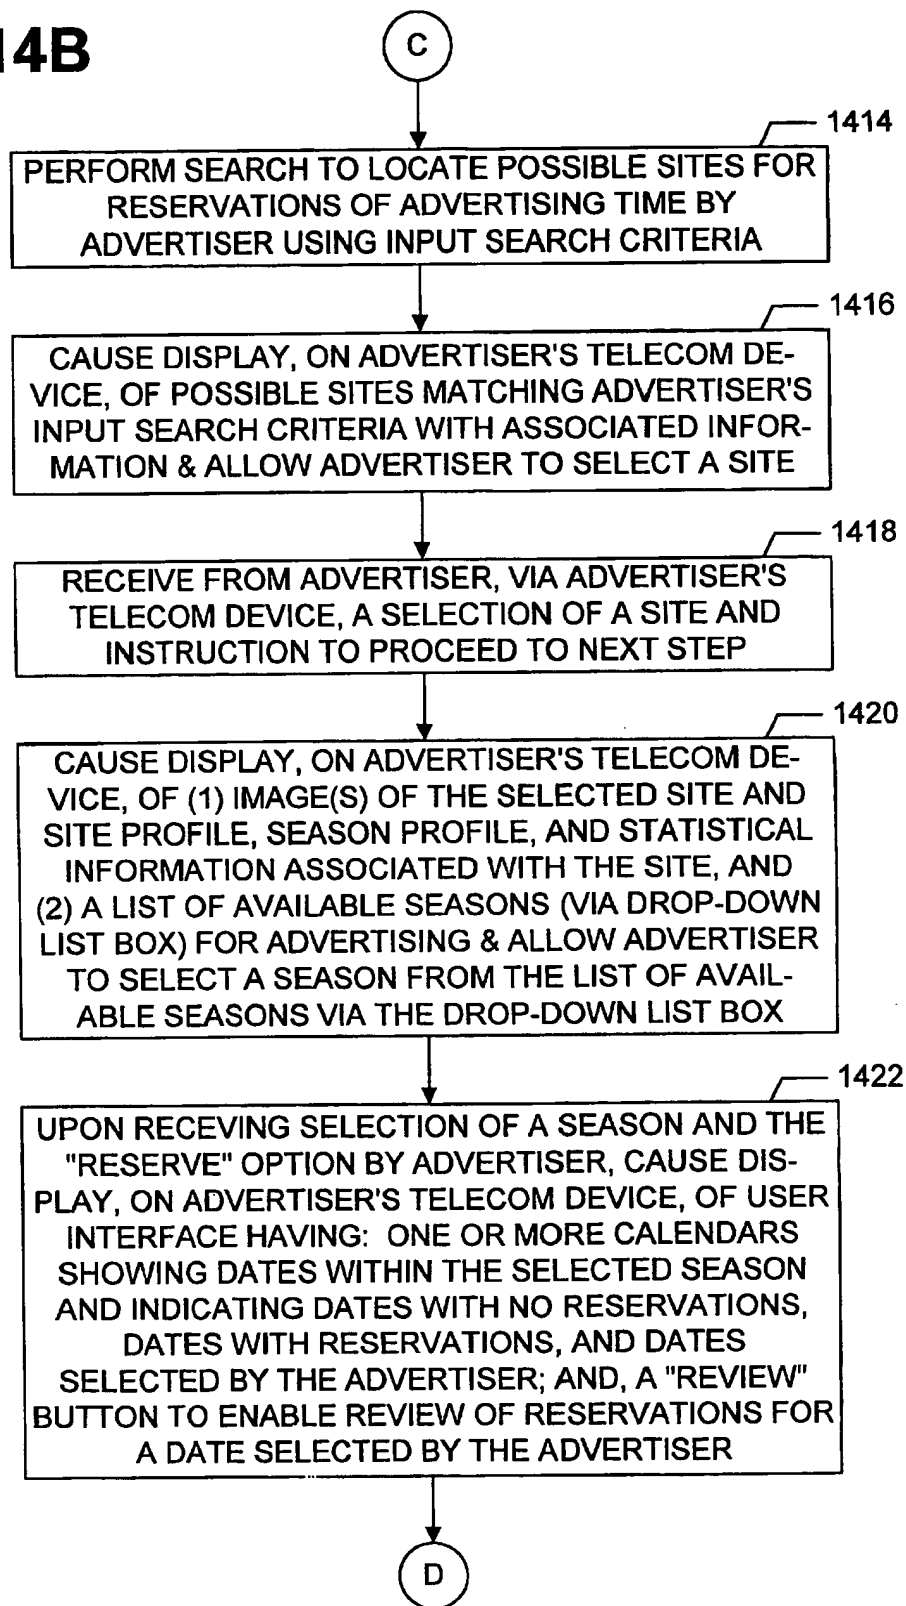 14B
C
1414
PERFORM SEARCH TO LOCATE POSSIBLE SITES FOR
RESERVATIONS OF ADVERTISING TIME BY
ADVERTISER USING INPUT SEARCH CRITERIA
1416
CAUSE DISPLAY, ON ADVERTISER'S TELECOM DE-
VICE, OF POSSIBLE SITES MATCHING ADVERTISER'S
INPUT SEARCH CRITERIA WITH ASSOCIATED INFOR-
MATION & ALLOW ADVERTISER TO SELECT A SITE
1418
RECEIVE FROM ADVERTISER, VIA ADVERTISER'S
TELECOM DEVICE, A SELECTION OF A SITE AND
INSTRUCTION TO PROCEED TO NEXT STEP
1420
CAUSE DISPLAY, ON ADVERTISER'S TELECOM DE-
VICE, OF (1) IMAGE(S) OF THE SELECTED SITE AND
SITE PROFILE, SEASON PROFILE, AND STATISTICAL
INFORMATION ASSOCIATED WITH THE SITE, AND
(2) A LIST OF AVAILABLE SEASONS (VIA DROP-DOWN
LIST BOX) FOR ADVERTISING & ALLOW ADVERTISER
TO SELECT A SEASON FROM THE LIST OF AVAIL-
ABLE SEASONS VIA THE DROP-DOWN LIST BOX
1422
UPON RECEVING SELECTION OF A SEASON AND THE
"RESERVE" OPTION BY ADVERTISER, CAUSE DIS-
PLAY, ON ADVERTISER'S TELECOM DEVICE, OF USER
INTERFACE HAVING: ONE OR MORE CALENDARS
SHOWING DATES WITHIN THE SELECTED SEASON
AND INDICATING DATES WITH NO RESERVATIONS,
DATES WITH RESERVATIONS, AND DATES
SELECTED BY THE ADVERTISER; AND, A "REVIEW"
BUTTON TO ENABLE REVIEW OF RESERVATIONS FOR
A DATE SELECTED BY THE ADVERTISER
D